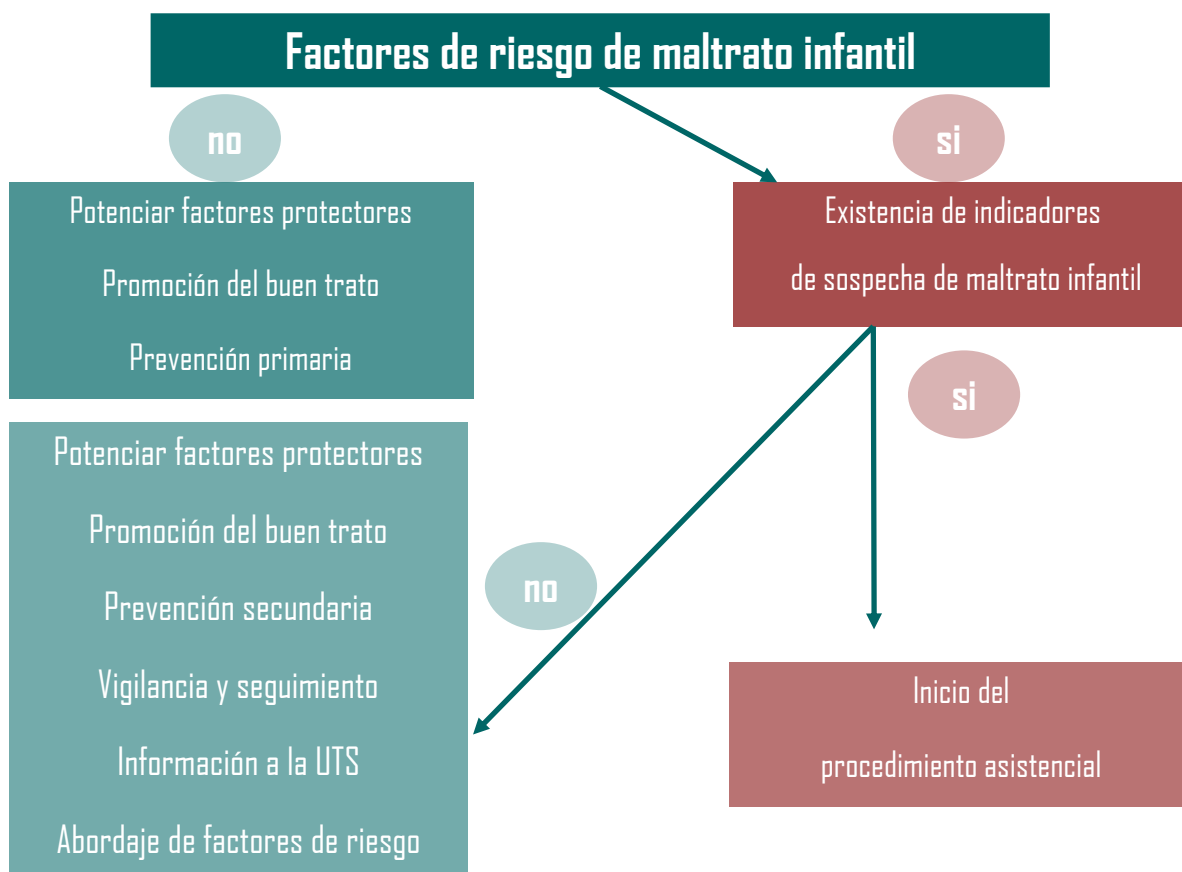 Factores de riesgo de maltrato infantil
no
si
Potenciar factores protectores
Promoción del buen trato
Prevención primaria
Existencia de indicadores
de sospecha de maltrato infantil
si
Potenciar factores protectores
Promoción del buen trato
Prevención secundaria
Vigilancia y seguimiento
Información a la UTS
Abordaje de factores de riesgo
no
Inicio del
procedimiento asistencial